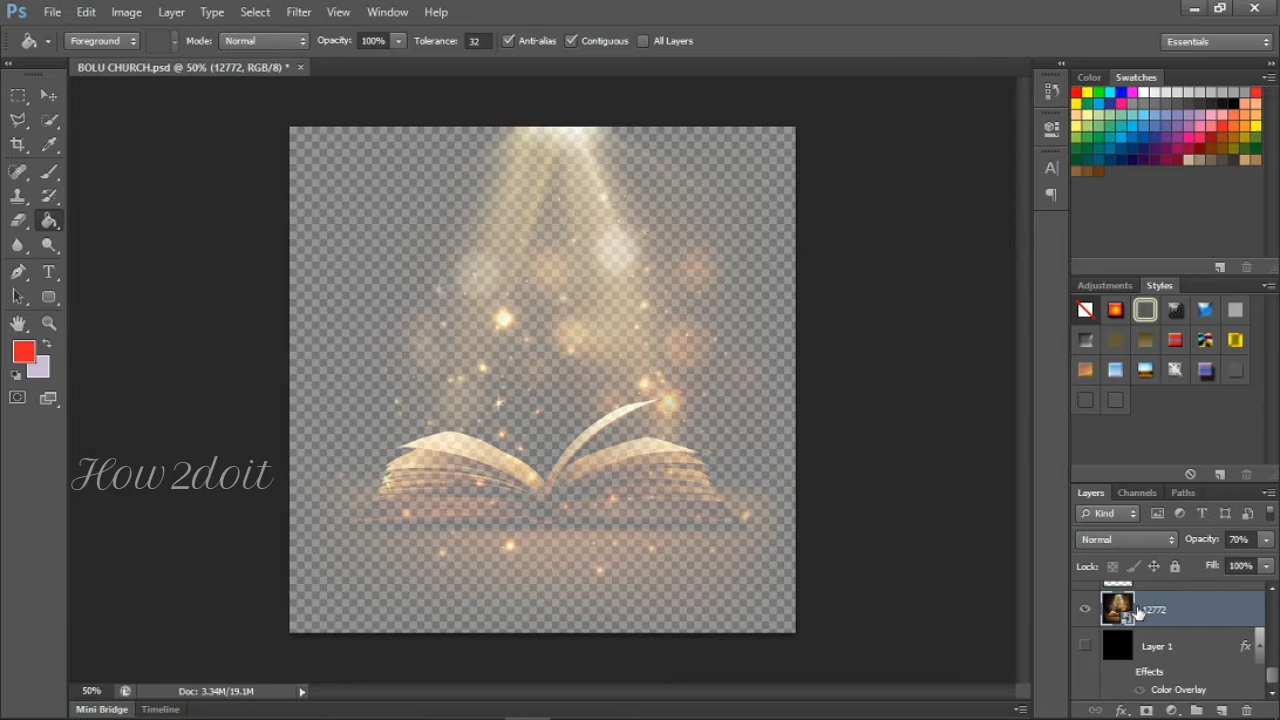 Ps File Edit Image Layer Type Select Filter View Window Help
Foreground Mode: Normal Opacity: 100% Tolerance: 32 Anti-alias Contiguous All Layers Essentials
BOLU CHURCH.psd @ 50% (12772, RGB/8) *
Color Swatches
Adjustments Styles
How 2doit
Layers Channels Paths
Kind
Normal Opacity: 70%
Lock: Fill: 100%
12772
Layer 1 fx
Effects
Color Overlay
50% Doc: 3.34M/19.1M
Mini Bridge Timeline